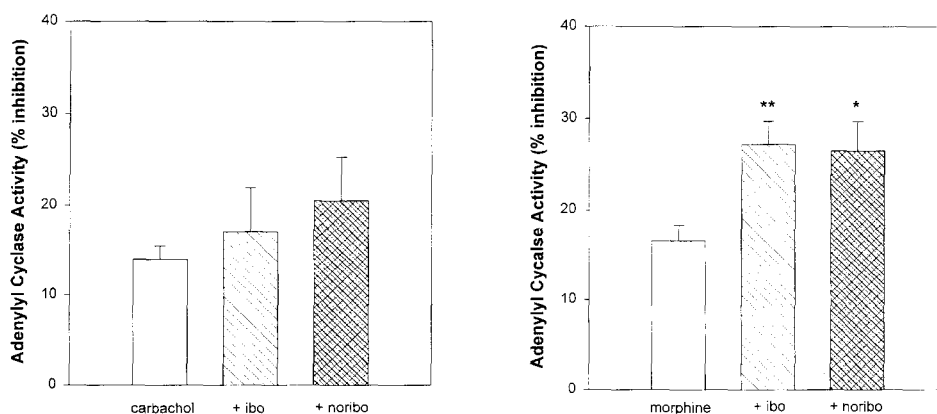 Adenylyl Cyclase Activity (% inhibition)
40
30
20
10
0
carbachol + ibo + noribo
Adenylyl Cycalse Activity (% inhibition)
40
30
20
10
0
** *
morphine + ibo + noribo